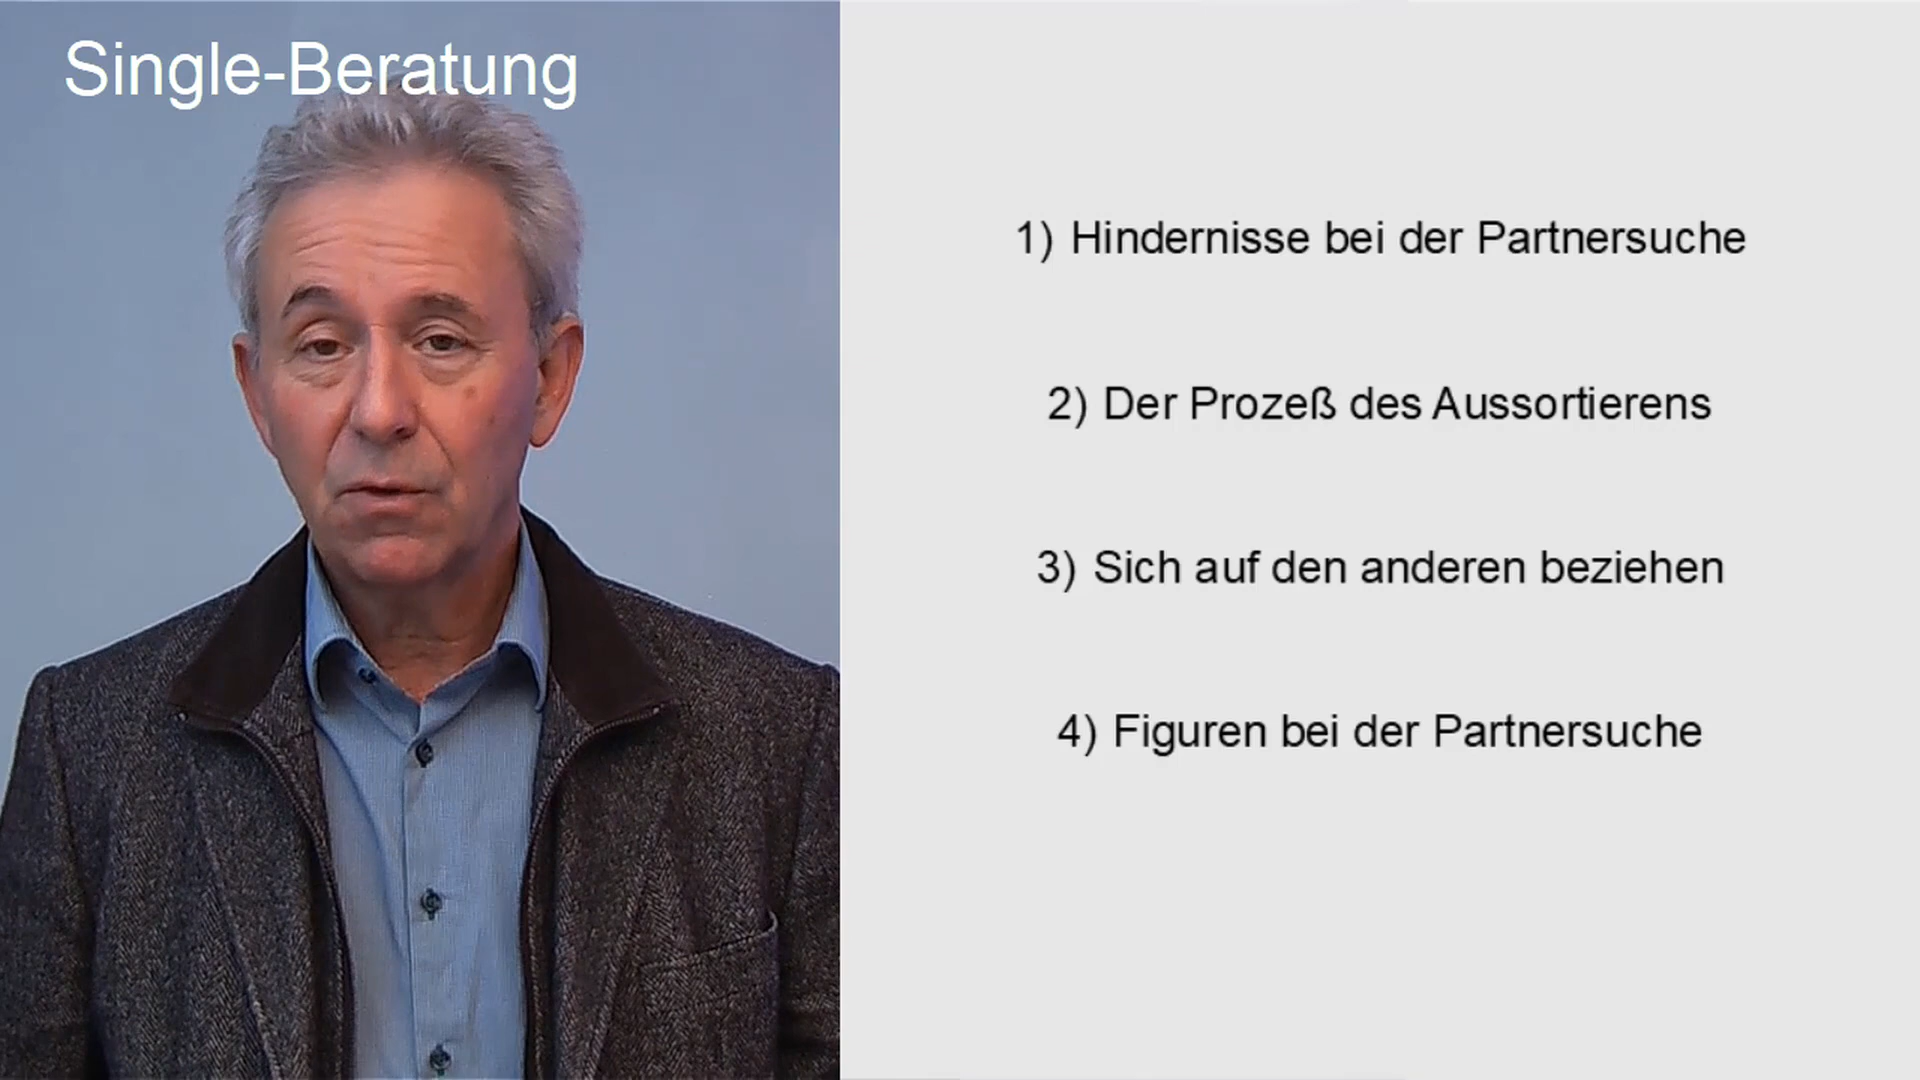 Single-Beratung
1) Hindernisse bei der Partnersuche
2) Der Prozeß des Aussortierens
3) Sich auf den anderen beziehen
4) Figuren bei der Partnersuche